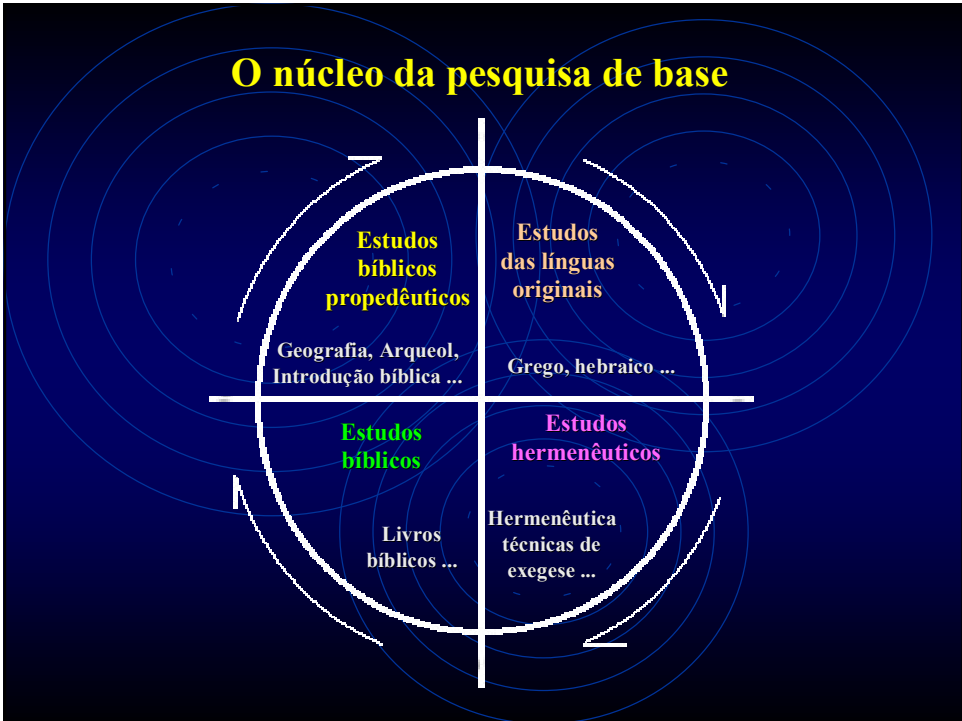 O núcleo da pesquisa de base
Estudos
bíblicos
propedêuticos
Geografia, Arqueol,
Introdução bíblica ...
Estudos
das línguas
originais
Grego, hebraico ...
Estudos
bíblicos
Livros
bíblicos ...
Estudos
hermenêuticos
Hermenêutica
técnicas de
exegese ...